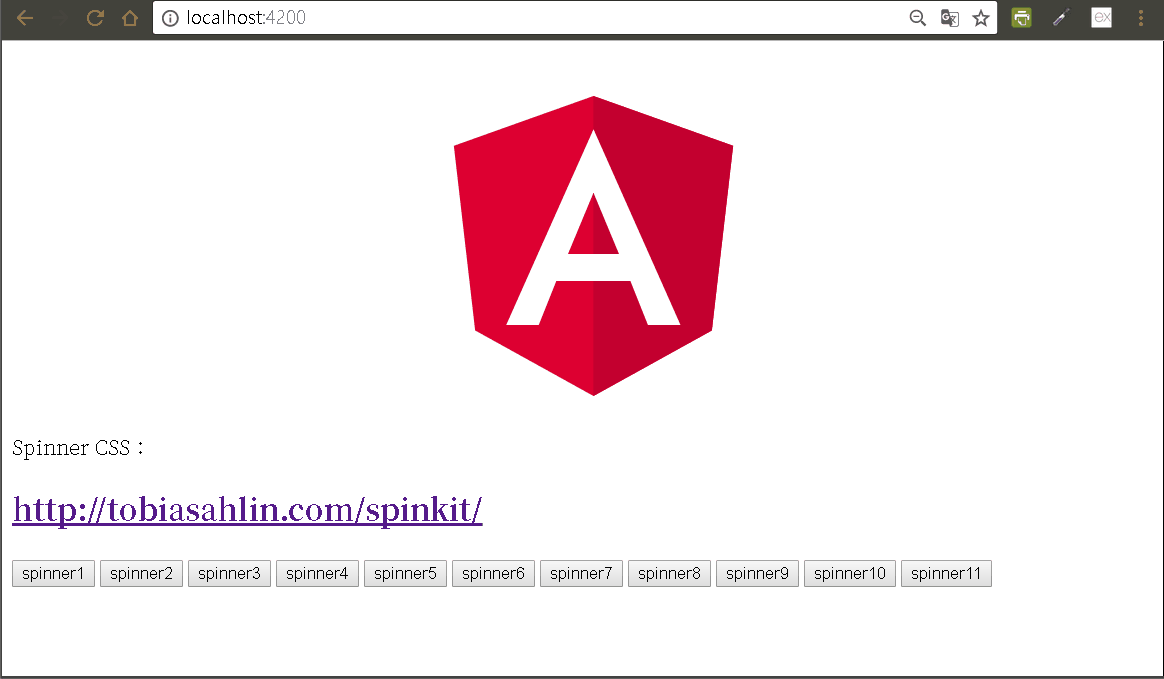 localhost:4200
A
Spinner CSS：
http://tobiasahlin.com/spinkit/
spinner1 spinner2 spinner3 spinner4 spinner5 spinner6 spinner7 spinner8 spinner9 spinner10 spinner11